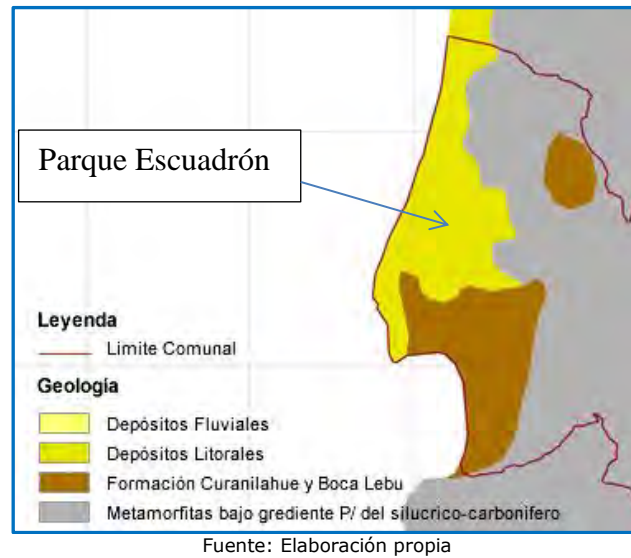 Parque Escuadrón
Leyenda
Limite Comunal
Geología
Depósitos Fluviales
Depósitos Litorales
Formación Curanilahue y Boca Lebu
Metamorfitas bajo grediente P/ del silucrico-carbonifero
Fuente: Elaboración propia